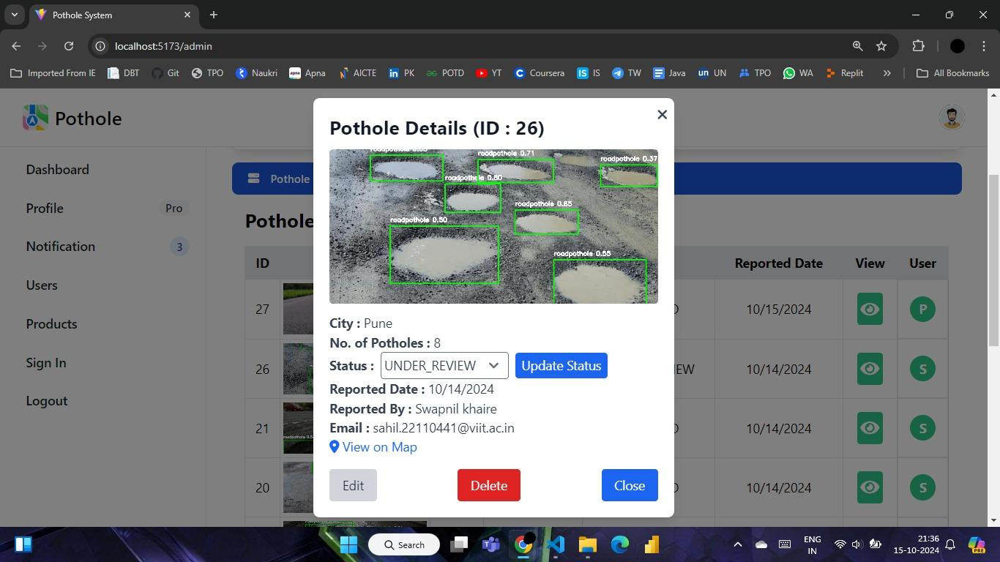 Pothole System
localhost:5173/admin
Imported From IE
DBT
Git
TPO
Naukri
apna
Apna
AICTE
in
PK
POTD
YT
C
Coursera
IS
IS
TW
Java
un
UN
TPO
WA
Replit
All Bookmarks
Pothole
Dashboard
Profile
Pro
Notification
3
Users
Products
Sign In
Logout
Pothole
Pothole
ID
Reported Date
View
User
27
10/15/2024
P
26
IEW
10/14/2024
S
21
10/14/2024
S
20
10/14/2024
S
Pothole Details (ID : 26)
roadpothole 0.71
roadpothole 0.37
roadpothole 0.80
roadpothole 0.85
roadpothole 0.50
roadpothole 0.55
City : Pune
No. of Potholes : 8
Status : UNDER_REVIEW Update Status
Reported Date : 10/14/2024
Reported By : Swapnil khaire
Email : sahil.22110441@viit.ac.in
View on Map
Edit
Delete
Close
Search
ENG
IN
21:36
15-10-2024
PRE